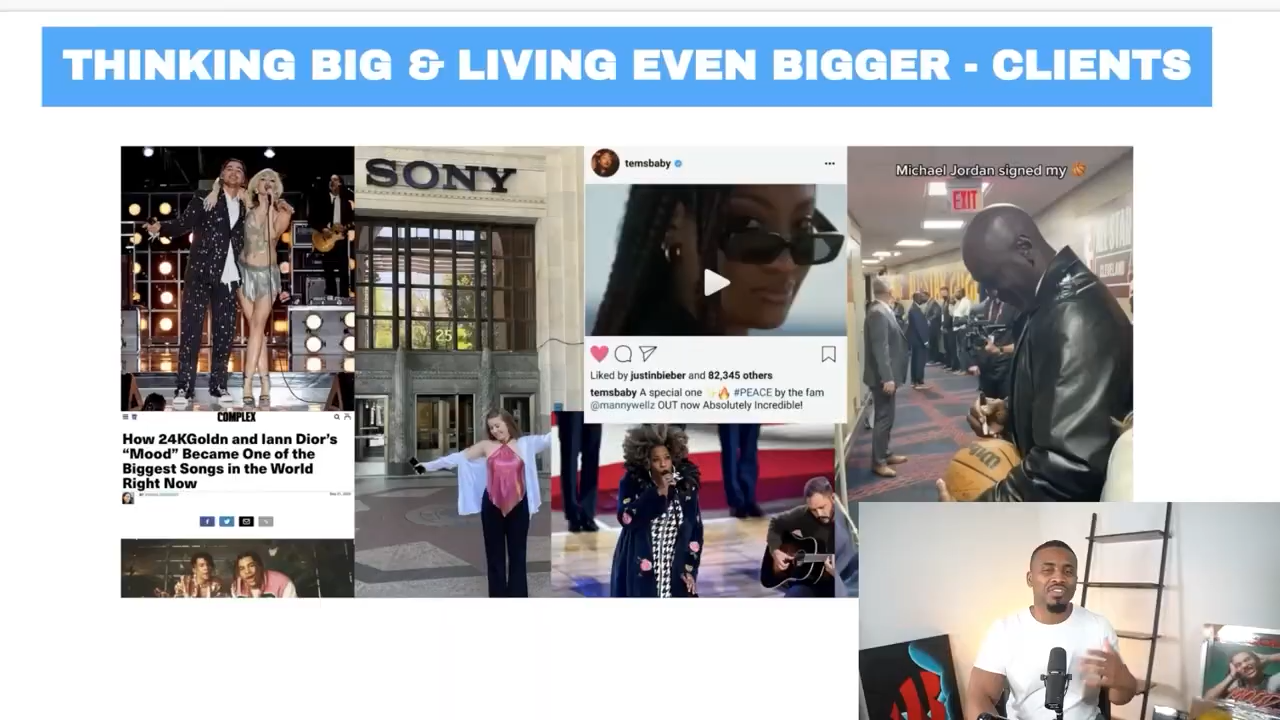 THINKING BIG & LIVING EVEN BIGGER - CLIENTS
SONY
25
temsbaby
Liked by justinbieber and 82,345 others
temsbaby A special one ✨🔥 #PEACE by the fam
@mannywellz OUT now Absolutely Incredible!
Michael Jordan signed my 🏀
EXIT
COMPLEX
How 24KGoldn and Iann Dior's
"Mood" Became One of the
Biggest Songs in the World
Right Now